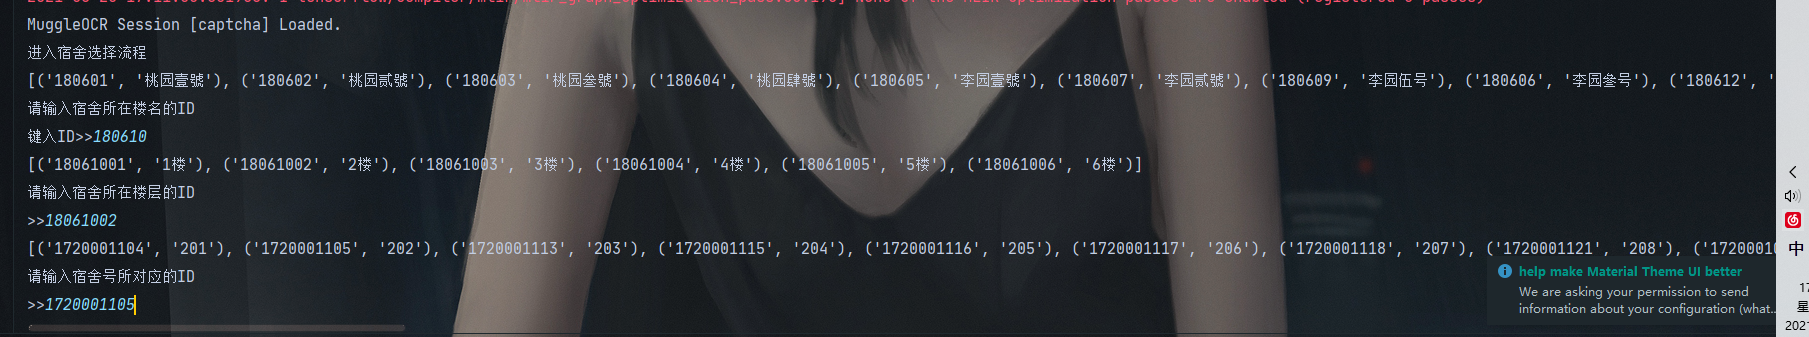 MuggleOCR Session [captcha] Loaded.
进入宿舍选择流程
[('180601', '桃园壹號'), ('180602', '桃园贰號'), ('180603', '桃园叁號'), ('180604', '桃园肆號'), ('180605', '李园壹號'), ('180607', '李园贰號'), ('180609', '李园伍号'), ('180606', '李园叄号'), ('180612', '
请输入宿舍所在楼名的ID
键入ID>>180610
[('18061001', '1楼'), ('18061002', '2楼'), ('18061003', '3楼'), ('18061004', '4楼'), ('18061005', '5楼'), ('18061006', '6楼')]
请输入宿舍所在楼层的ID
>>18061002
[('1720001104', '201'), ('1720001105', '202'), ('1720001113', '203'), ('1720001115', '204'), ('1720001116', '205'), ('1720001117', '206'), ('1720001118', '207'), ('1720001121', '208'), ('17200010
请输入宿舍号所对应的ID
>>1720001105
help make Material Theme UI better
We are asking your permission to send
information about your configuration (what...
中
17
星
2021